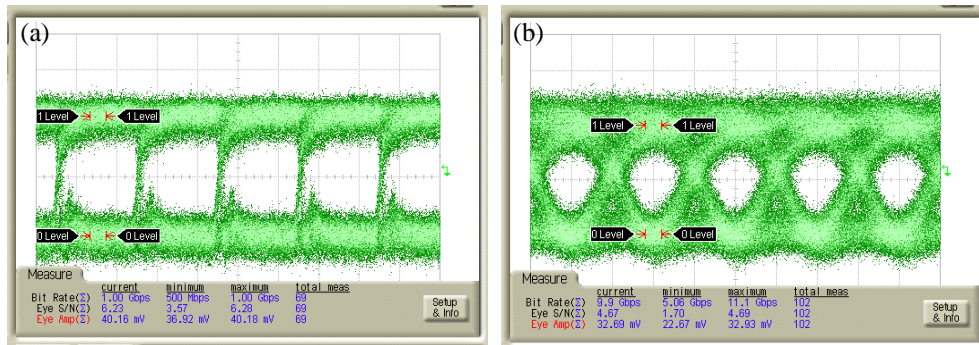 (a)
1 Level 1 Level
0 Level 0 Level
Measure
current minimum maximum total meas
Bit Rate(Σ) 1.00 Gbps 500 Mbps 1.00 Gbps 69
Eye S/N(Σ) 6.23 3.57 6.28 69
Eye Amp(Σ) 40.16 mV 36.92 mV 40.18 mV 69
Setup
& Info
(b)
1 Level 1 Level
0 Level 0 Level
Measure
current minimum maximum total meas
Bit Rate(Σ) 9.9 Gbps 5.06 Gbps 11.1 Gbps 102
Eye S/N(Σ) 4.67 1.70 4.69 102
Eye Amp(Σ) 32.69 mV 22.67 mV 32.93 mV 102
Setup
& Info